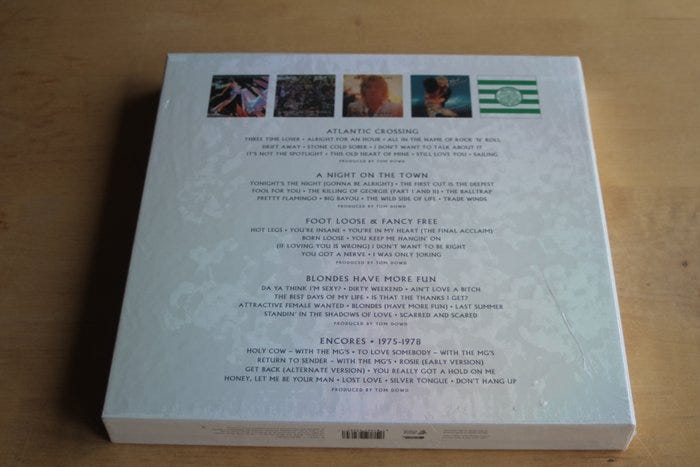 ATLANTIC CROSSING
THREE TIME LOSER • ALRIGHT FOR AN HOUR • ALL IN THE NAME OF ROCK 'N' ROLL
DRIFT AWAY • STONE COLD SOBER • I DON'T WANT TO TALK ABOUT IT
IT'S NOT THE SPOTLIGHT • THIS OLD HEART OF MINE • STILL LOVE YOU • SAILING
PRODUCED BY TOM DOWD
A NIGHT ON THE TOWN
TONIGHT'S THE NIGHT (GONNA BE ALRIGHT) • THE FIRST CUT IS THE DEEPEST
FOOL FOR YOU • THE KILLING OF GEORGIE (PART I AND II) • THE BALLTRAP
PRETTY FLAMINGO • BIG BAYOU • THE WILD SIDE OF LIFE • TRADE WINDS
PRODUCED BY TOM DOWD
FOOT LOOSE & FANCY FREE
HOT LEGS • YOU'RE INSANE • YOU'RE IN MY HEART (THE FINAL ACCLAIM)
BORN LOOSE • YOU KEEP ME HANGIN' ON
(IF LOVING YOU IS WRONG) I DON'T WANT TO BE RIGHT
YOU GOT A NERVE • I WAS ONLY JOKING
PRODUCED BY TOM DOWD
BLONDES HAVE MORE FUN
DA YA THINK I'M SEXY? • DIRTY WEEKEND • AIN'T LOVE A BITCH
THE BEST DAYS OF MY LIFE • IS THAT THE THANKS I GET?
ATTRACTIVE FEMALE WANTED • BLONDES (HAVE MORE FUN) • LAST SUMMER
STANDIN' IN THE SHADOWS OF LOVE • SCARRED AND SCARED
PRODUCED BY TOM DOWD
ENCORES • 1975-1978
HOLY COW – WITH THE MG'S • TO LOVE SOMEBODY – WITH THE MG'S
RETURN TO SENDER – WITH THE MG'S • ROSIE (EARLY VERSION)
GET BACK (ALTERNATE VERSION) • YOU REALLY GOT A HOLD ON ME
HONEY, LET ME BE YOUR MAN • LOST LOVE • SILVER TONGUE • DON'T HANG UP
PRODUCED BY TOM DOWD